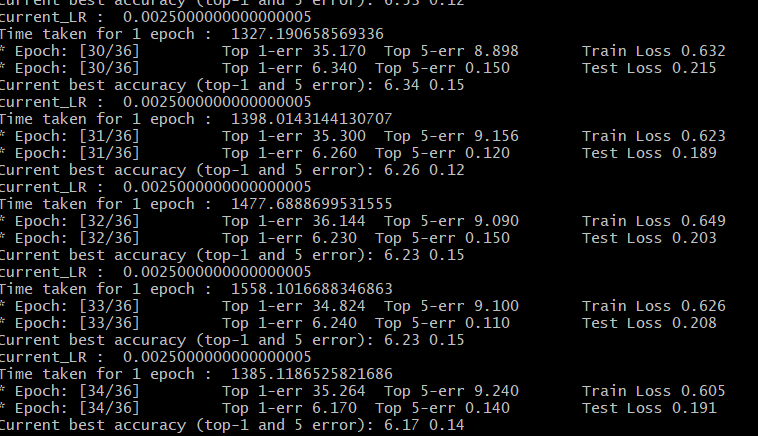 Current best accuracy (top-1 and 5 error): 6.53 0.12
current_LR :  0.0025000000000000005
Time taken for 1 epoch :  1327.190658569336
* Epoch: [30/36]         Top 1-err 35.170  Top 5-err 8.898        Train Loss 0.632
* Epoch: [30/36]         Top 1-err 6.340  Top 5-err 0.150         Test Loss 0.215
Current best accuracy (top-1 and 5 error): 6.34 0.15
current_LR :  0.0025000000000000005
Time taken for 1 epoch :  1398.0143144130707
* Epoch: [31/36]         Top 1-err 35.300  Top 5-err 9.156        Train Loss 0.623
* Epoch: [31/36]         Top 1-err 6.260  Top 5-err 0.120         Test Loss 0.189
Current best accuracy (top-1 and 5 error): 6.26 0.12
current_LR :  0.0025000000000000005
Time taken for 1 epoch :  1477.6888699531555
* Epoch: [32/36]         Top 1-err 36.144  Top 5-err 9.090        Train Loss 0.649
* Epoch: [32/36]         Top 1-err 6.230  Top 5-err 0.150         Test Loss 0.203
Current best accuracy (top-1 and 5 error): 6.23 0.15
current_LR :  0.0025000000000000005
Time taken for 1 epoch :  1558.1016688346863
* Epoch: [33/36]         Top 1-err 34.824  Top 5-err 9.100        Train Loss 0.626
* Epoch: [33/36]         Top 1-err 6.240  Top 5-err 0.110         Test Loss 0.208
Current best accuracy (top-1 and 5 error): 6.23 0.15
current_LR :  0.0025000000000000005
Time taken for 1 epoch :  1385.1186525821686
* Epoch: [34/36]         Top 1-err 35.264  Top 5-err 9.240        Train Loss 0.605
* Epoch: [34/36]         Top 1-err 6.170  Top 5-err 0.140         Test Loss 0.191
Current best accuracy (top-1 and 5 error): 6.17 0.14